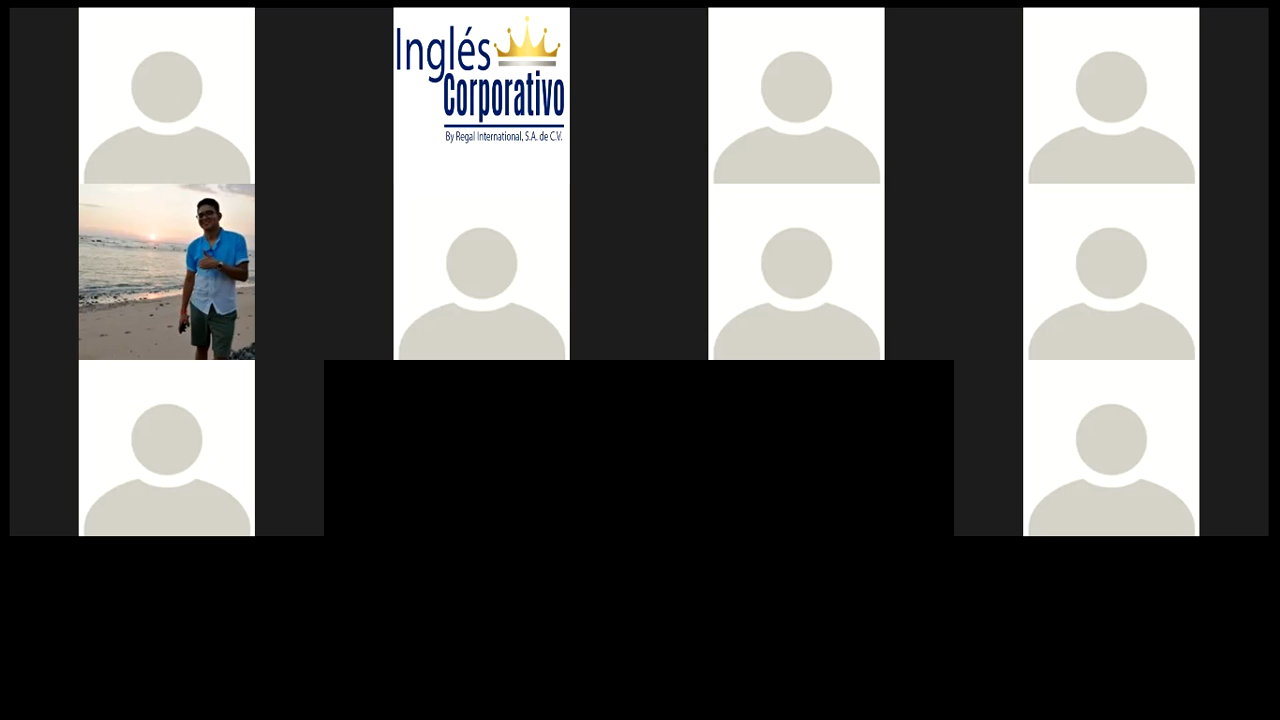 Inglés
Corporativo
By Regal International, S.A. de C.V.